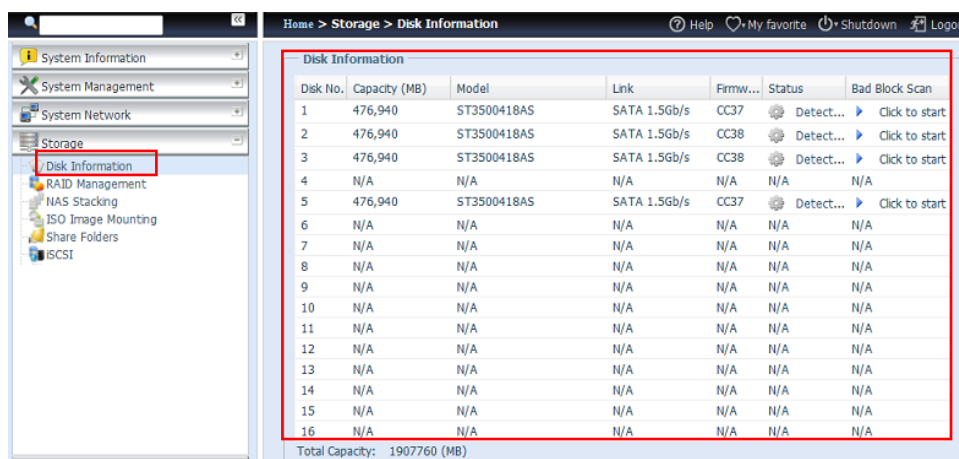 Home > Storage > Disk Information
Help My favorite Shutdown Logo
System Information
System Management
System Network
Storage
Disk Information
RAID Management
NAS Stacking
ISO Image Mounting
Share Folders
iSCSI
Disk Information
Disk No. Capacity (MB) Model Link Firmw... Status Bad Block Scan
1 476,940 ST3500418AS SATA 1.5Gb/s CC37 Detect... Click to start
2 476,940 ST3500418AS SATA 1.5Gb/s CC38 Detect... Click to start
3 476,940 ST3500418AS SATA 1.5Gb/s CC38 Detect... Click to start
4 N/A N/A N/A N/A N/A N/A
5 476,940 ST3500418AS SATA 1.5Gb/s CC37 Detect... Click to start
6 N/A N/A N/A N/A N/A N/A
7 N/A N/A N/A N/A N/A N/A
8 N/A N/A N/A N/A N/A N/A
9 N/A N/A N/A N/A N/A N/A
10 N/A N/A N/A N/A N/A N/A
11 N/A N/A N/A N/A N/A N/A
12 N/A N/A N/A N/A N/A N/A
13 N/A N/A N/A N/A N/A N/A
14 N/A N/A N/A N/A N/A N/A
15 N/A N/A N/A N/A N/A N/A
16 N/A N/A N/A N/A N/A N/A
Total Capacity: 1907760 (MB)